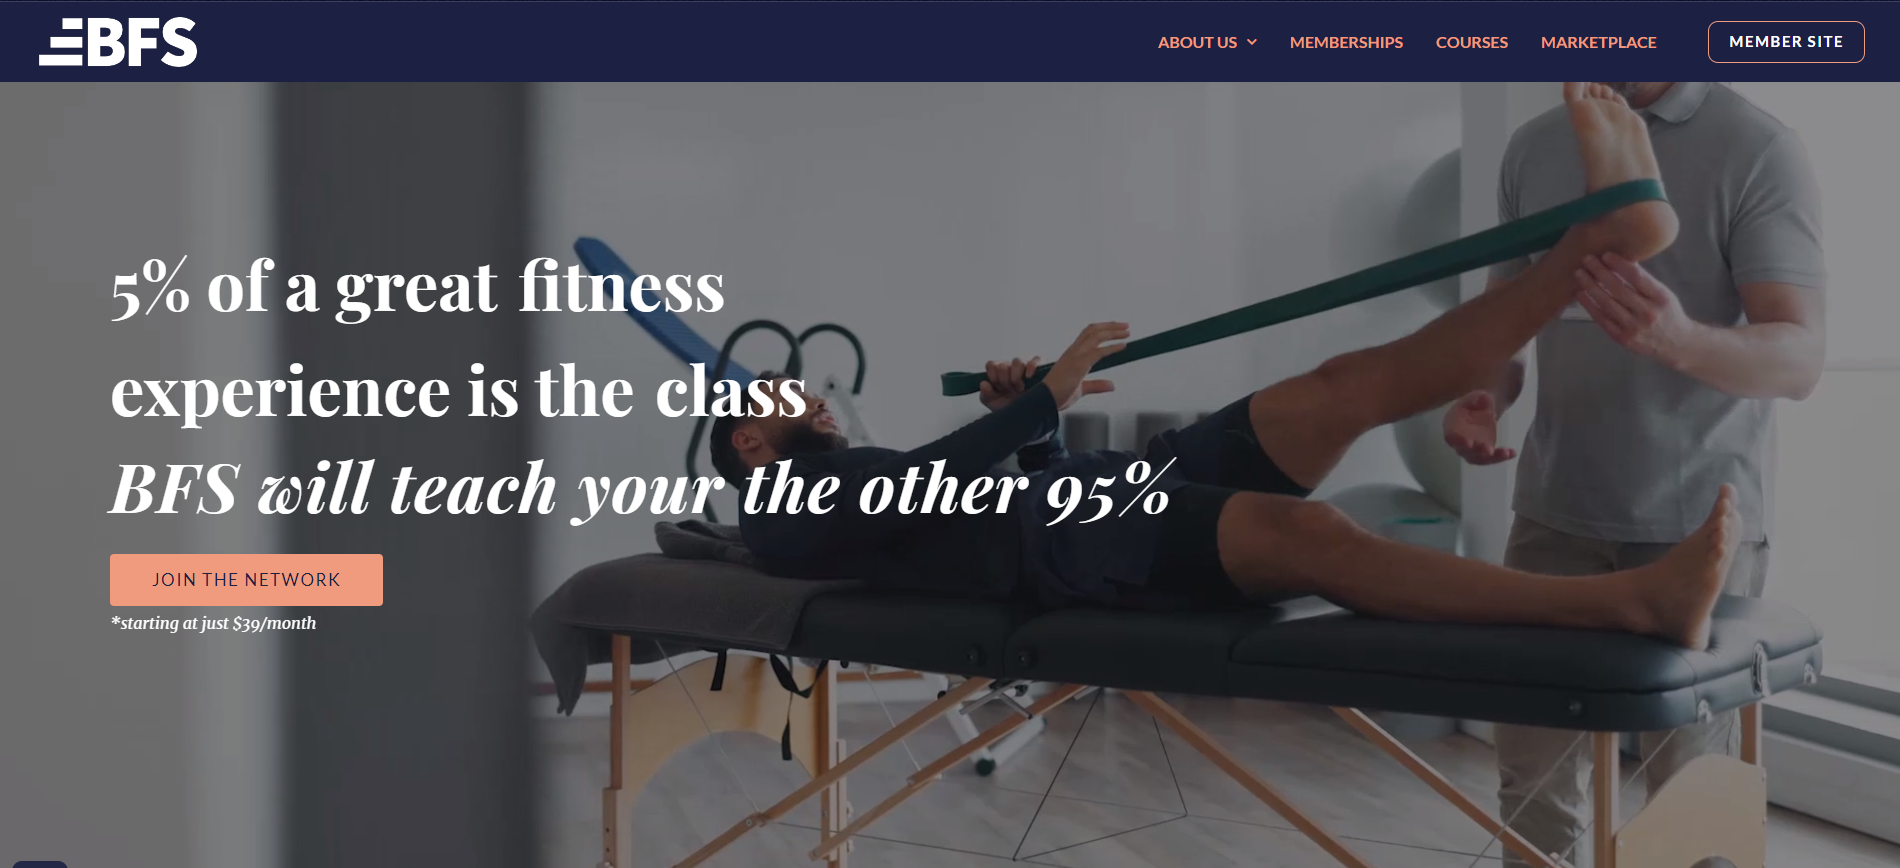 BFS
ABOUT US
MEMBERSHIPS
COURSES
MARKETPLACE
MEMBER SITE
5% of a great fitness
experience is the class
BFS will teach your the other 95%
JOIN THE NETWORK
*starting at just $39/month